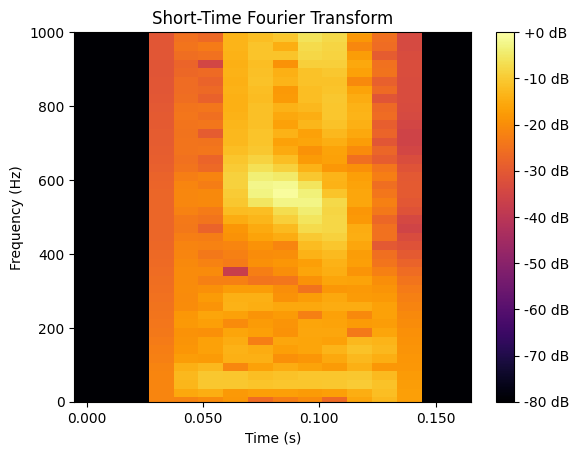 Short-Time Fourier Transform
1000
800
600
400
200
0
Frequency (Hz)
0.000
0.050
0.100
0.150
Time (s)
+0 dB
-10 dB
-20 dB
-30 dB
-40 dB
-50 dB
-60 dB
-70 dB
-80 dB